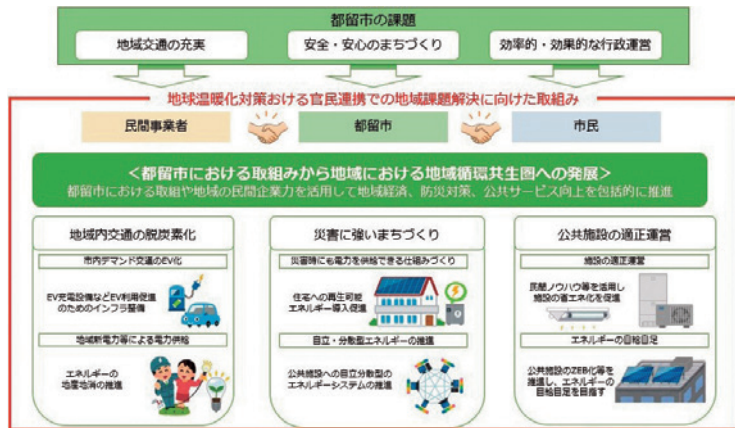 都留市の課題
地域交通の充実
安全・安心のまちづくり
効率的・効果的な行政運営
地球温暖化対策おける官民連携での地域課題解決に向けた取組み
民間事業者
都留市
市民
<都留市における取組みから地域における地域循環共生圏への発展>
都留市における取組や地域の民間企業力を活用して地域経済、防災対策、公共サービス向上を包括的に推進
地域内交通の脱炭素化
市内デマンド交通のEV化
EV充電設備などEV利用促進
のためのインフラ整備
地域新電力等による電力供給
エネルギーの
地産地消の推進
災害に強いまちづくり
災害時にも電力を供給できる仕組みづくり
住宅への再生可能
エネルギー導入促進
自立・分散型エネルギーの推進
公共施設への自立分散型の
エネルギーシステムの推進
公共施設の適正運営
施設の適正運営
民間ノウハウ等を活用し
施設の省エネ化を促進
エネルギーの自給自足
公共施設のZEB化等を
推進し、エネルギーの
自給自足を目指す